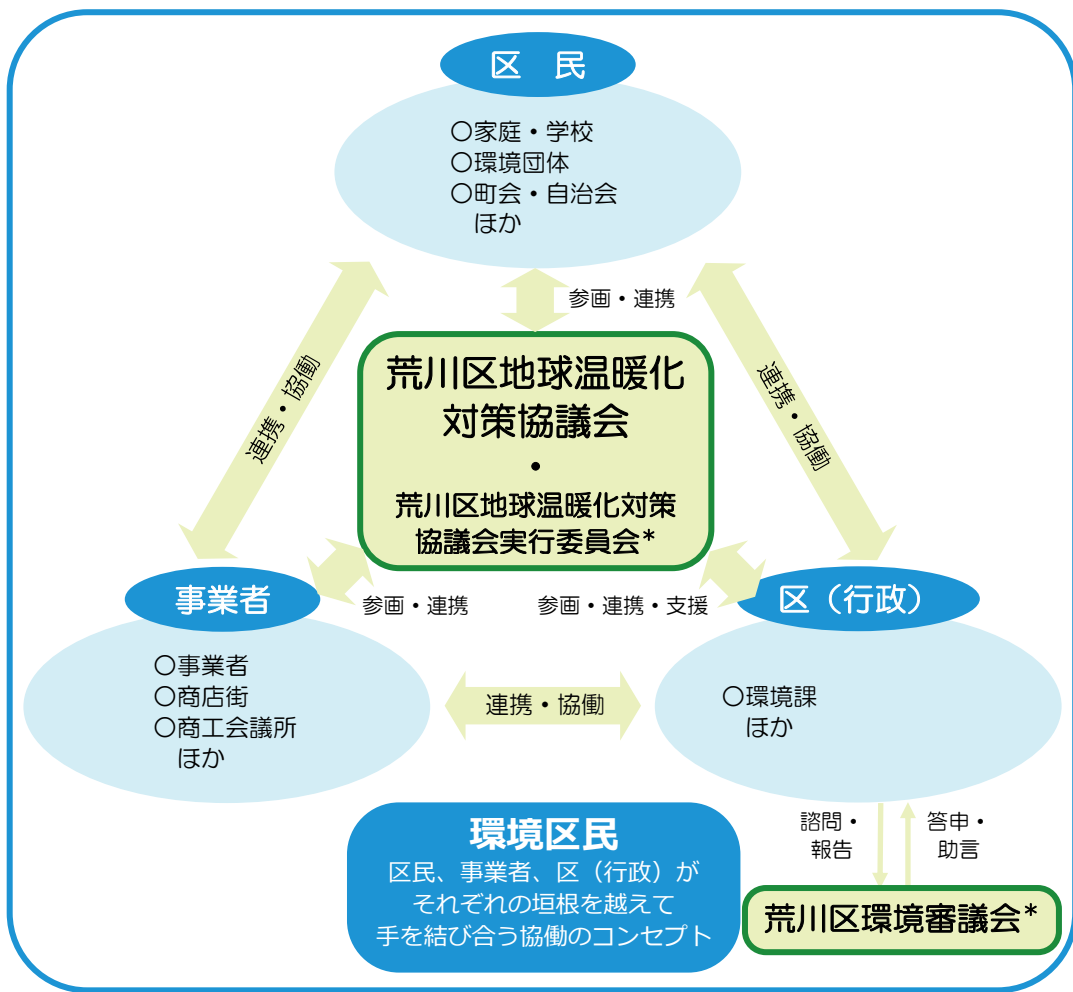 区　民
〇家庭・学校
〇環境団体
〇町会・自治会
ほか
参画・連携
連携・協働
連携・協働
荒川区地球温暖化
対策協議会
・
荒川区地球温暖化対策
協議会実行委員会*
事業者
参画・連携
参画・連携・支援
区（行政）
〇事業者
〇商店街
〇商工会議所
ほか
連携・協働
〇環境課
ほか
環境区民
区民、事業者、区（行政）が
それぞれの垣根を越えて
手を結び合う協働のコンセプト
諮問・
報告
答申・
助言
荒川区環境審議会*